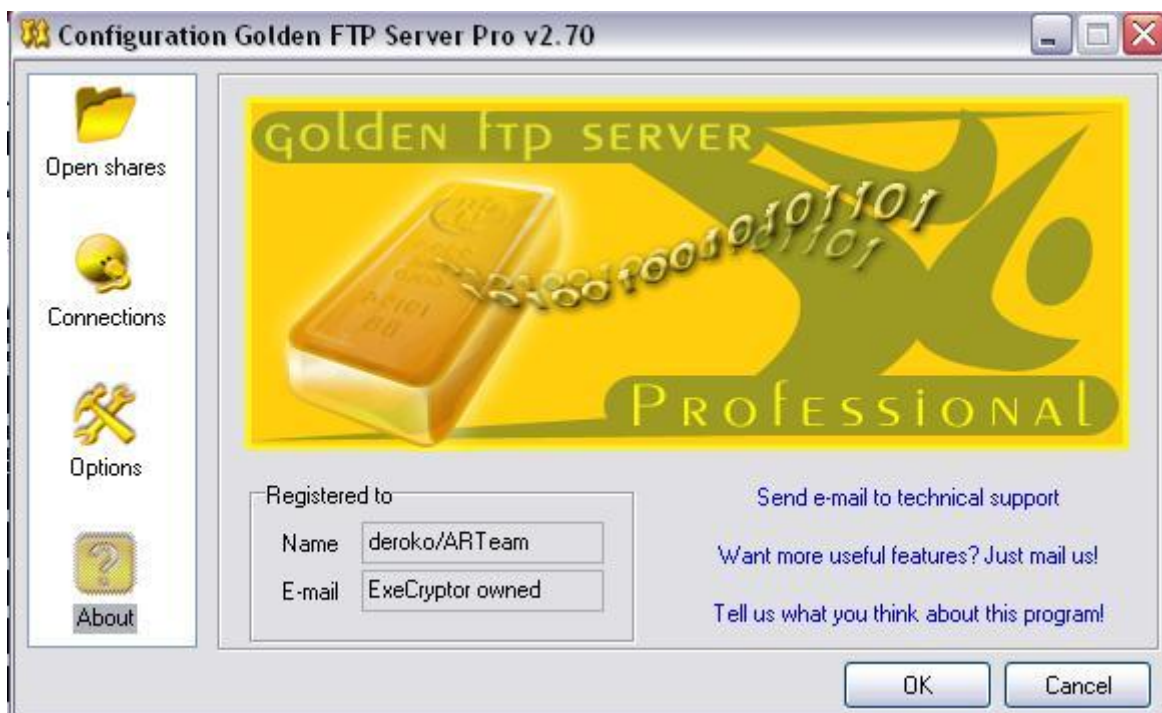 Configuration Golden FTP Server Pro v2.70
Open shares
Connections
Options
About
GOLDEN FTP SERVER
0101101
01101
PROFESSIONAL
Registered to
Name deroko/ARTeam
E-mail ExeCryptor owned
Send e-mail to technical support
Want more useful features? Just mail us!
Tell us what you think about this program!
OK Cancel